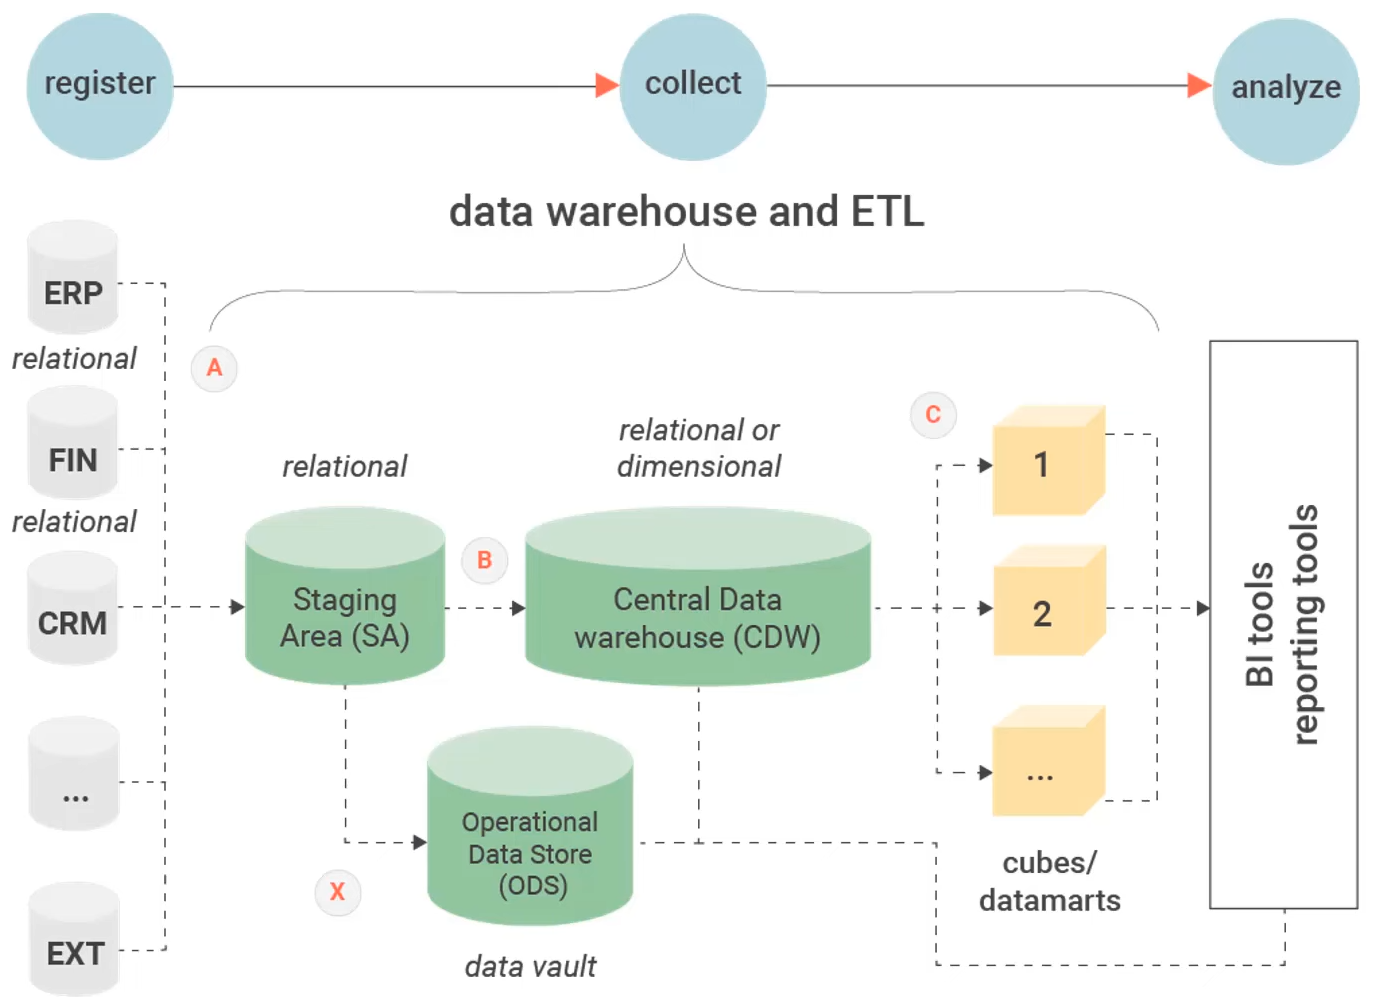 register
collect
analyze
data warehouse and ETL
ERP
relational
FIN
relational
CRM
...
EXT
A
relational
Staging
Area (SA)
B
relational or
dimensional
Central Data
warehouse (CDW)
X
Operational
Data Store
(ODS)
data vault
C
1
2
...
cubes/
datamarts
BI tools
reporting tools